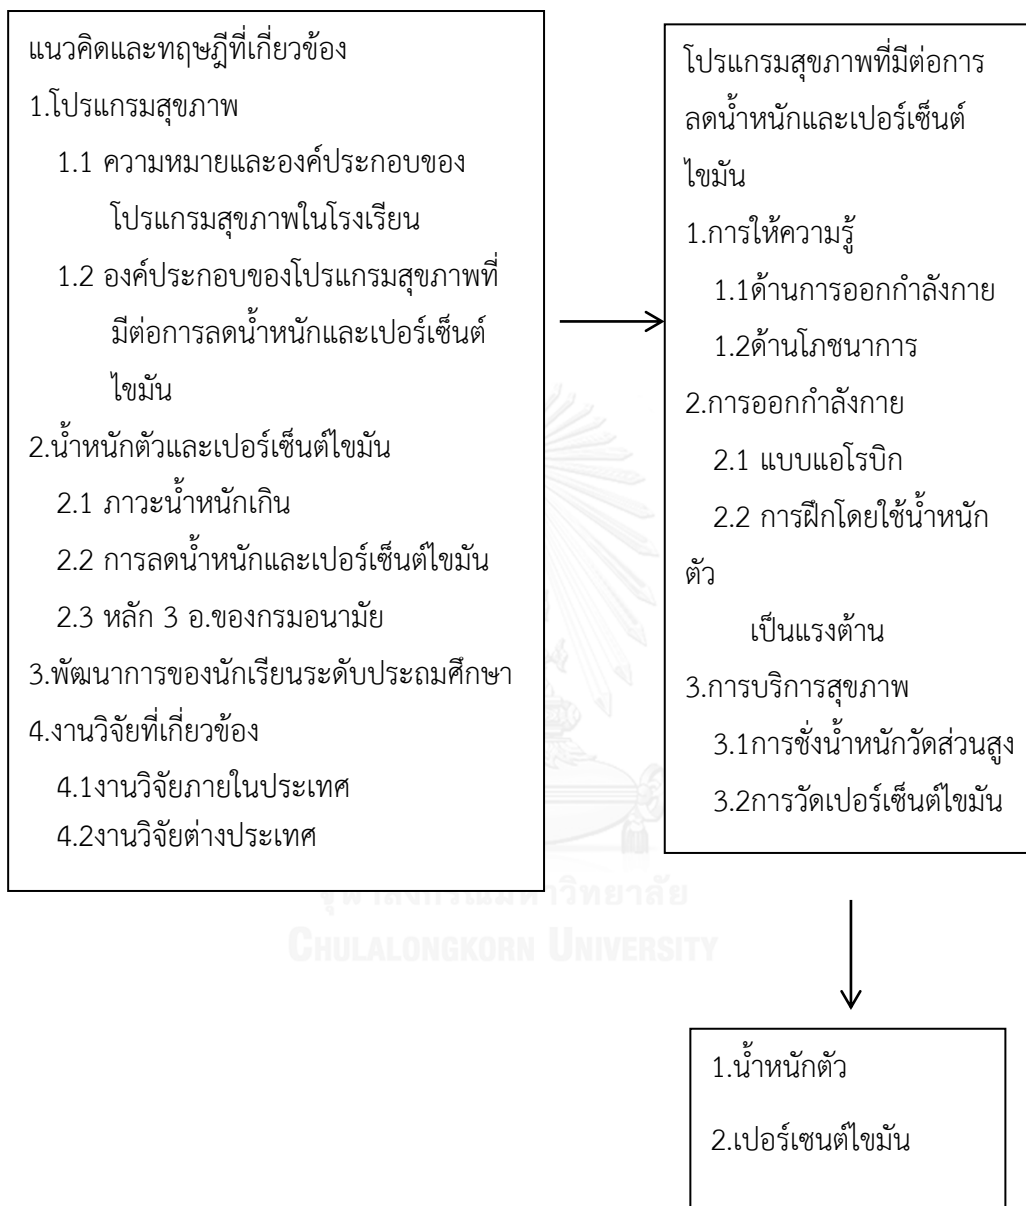 แนวคิดและทฤษฎีที่เกี่ยวข้อง
1.โปรแกรมสุขภาพ
1.1 ความหมายและองค์ประกอบของ
โปรแกรมสุขภาพในโรงเรียน
1.2 องค์ประกอบของโปรแกรมสุขภาพที่
มีต่อการลดน้ำหนักและเปอร์เซ็นต์
ไขมัน
2.น้ำหนักตัวและเปอร์เซ็นต์ไขมัน
2.1 ภาวะน้ำหนักเกิน
2.2 การลดน้ำหนักและเปอร์เซ็นต์ไขมัน
2.3 หลัก 3 อ.ของกรมอนามัย
3.พัฒนาการของนักเรียนระดับประถมศึกษา
4.งานวิจัยที่เกี่ยวข้อง
4.1งานวิจัยภายในประเทศ
4.2งานวิจัยต่างประเทศ
โปรแกรมสุขภาพที่มีต่อการ
ลดน้ำหนักและเปอร์เซ็นต์
ไขมัน
1.การให้ความรู้
1.1ด้านการออกกำลังกาย
1.2ด้านโภชนาการ
2.การออกกำลังกาย
2.1 แบบแอโรบิก
2.2 การฝึกโดยใช้น้ำหนัก
ตัว
เป็นแรงต้าน
3.การบริการสุขภาพ
3.1การชั่งน้ำหนักวัดส่วนสูง
3.2การวัดเปอร์เซ็นต์ไขมัน
จุฬาลงกรณ์มหาวิทยาลัย
CHULALONGKORN UNIVERSITY
1.น้ำหนักตัว
2.เปอร์เซนต์ไขมัน